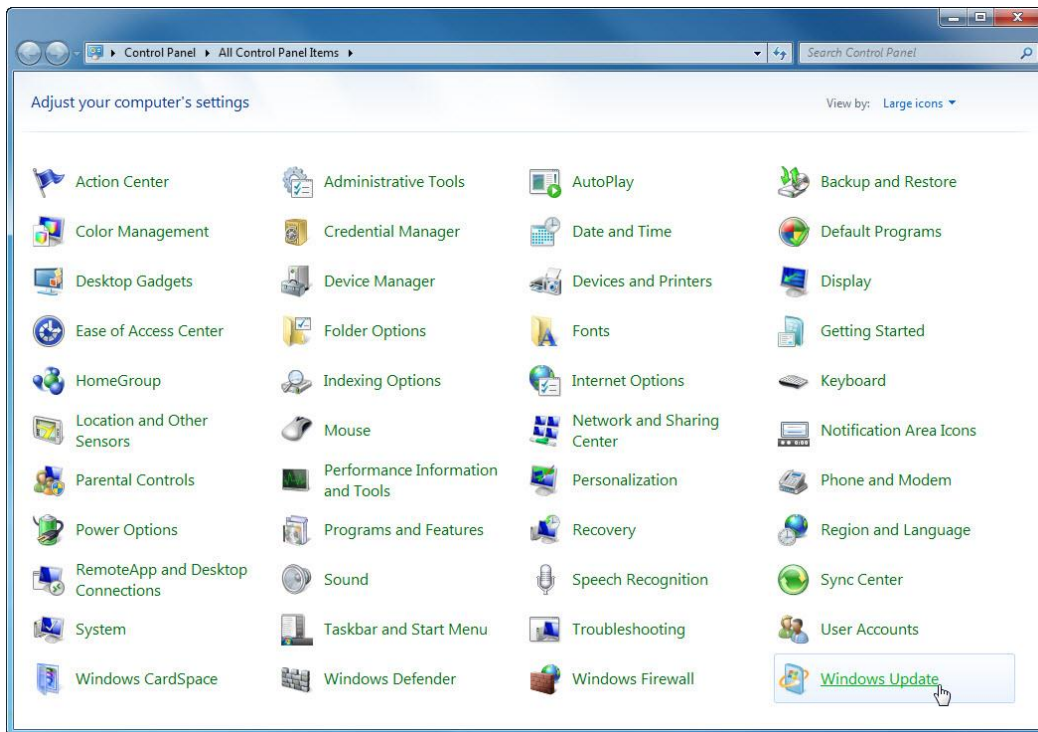 Control Panel All Control Panel Items
Search Control Panel
Adjust your computer's settings
View by: Large icons
Action Center
Administrative Tools
AutoPlay
Backup and Restore
Color Management
Credential Manager
Date and Time
Default Programs
Desktop Gadgets
Device Manager
Devices and Printers
Display
Ease of Access Center
Folder Options
Fonts
Getting Started
HomeGroup
Indexing Options
Internet Options
Keyboard
Location and Other
Sensors
Mouse
Network and Sharing
Center
Notification Area Icons
Parental Controls
Performance Information
and Tools
Personalization
Phone and Modem
Power Options
Programs and Features
Recovery
Region and Language
RemoteApp and Desktop
Connections
Sound
Speech Recognition
Sync Center
System
Taskbar and Start Menu
Troubleshooting
User Accounts
Windows CardSpace
Windows Defender
Windows Firewall
Windows Update